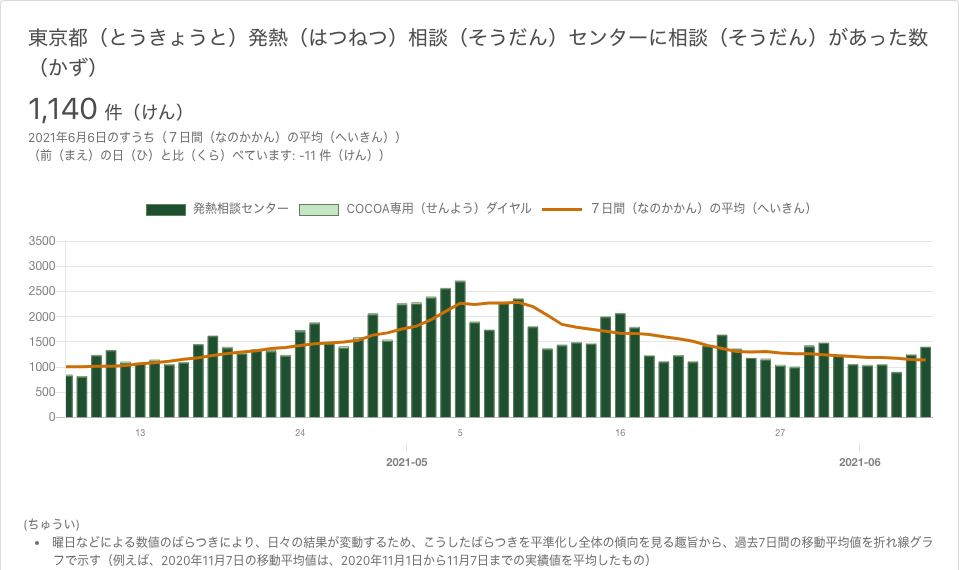 東京都（とうきょうと）発熱（はつねつ）相談（そうだん）センターに相談（そうだん）があった数
（かず）
1,140 件（けん）
2021年6月6日のすうち（７日間（なのかかん）の平均（へいきん））
（前（まえ）の日（ひ）と比（くら）べています: -11 件（けん））
発熱相談センター COCOA専用（せんよう）ダイヤル ７日間（なのかかん）の平均（へいきん）
3500
3000
2500
2000
1500
1000
500
0
13 24 5 16 27
2021-05 2021-06
(ちゅうい)
• 曜日などによる数値のばらつきにより、日々の結果が変動するため、こうしたばらつきを平準化し全体の傾向を見る趣旨から、過去7日間の移動平均値を折れ線グラ
フで示す（例えば、2020年11月7日の移動平均値は、2020年11月1日から11月7日までの実績値を平均したもの）